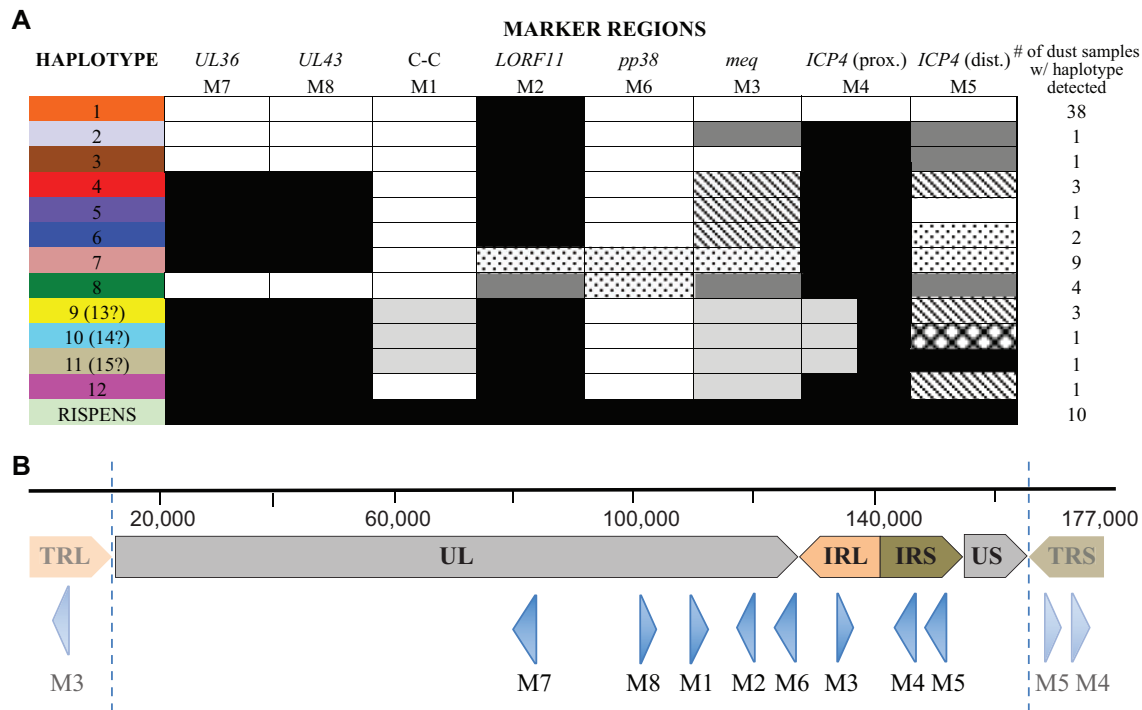 A
MARKER REGIONS
HAPLOTYPE UL36 UL43 C-C LORF11 pp38 meq ICP4 (prox.) ICP4 (dist.) # of dust samples w/ haplotype detected
M7 M8 M1 M2 M6 M3 M4 M5
1 38
2 1
3 1
4 3
5 1
6 2
7 9
8 4
9 (13?) 3
10 (14?) 1
11 (15?) 1
12 1
RISPENS 10
B
20,000 60,000 100,000 140,000 177,000
TRL UL IRL IRS US TRS
M3 M7 M8 M1 M2 M6 M3 M4 M5 M5 M4